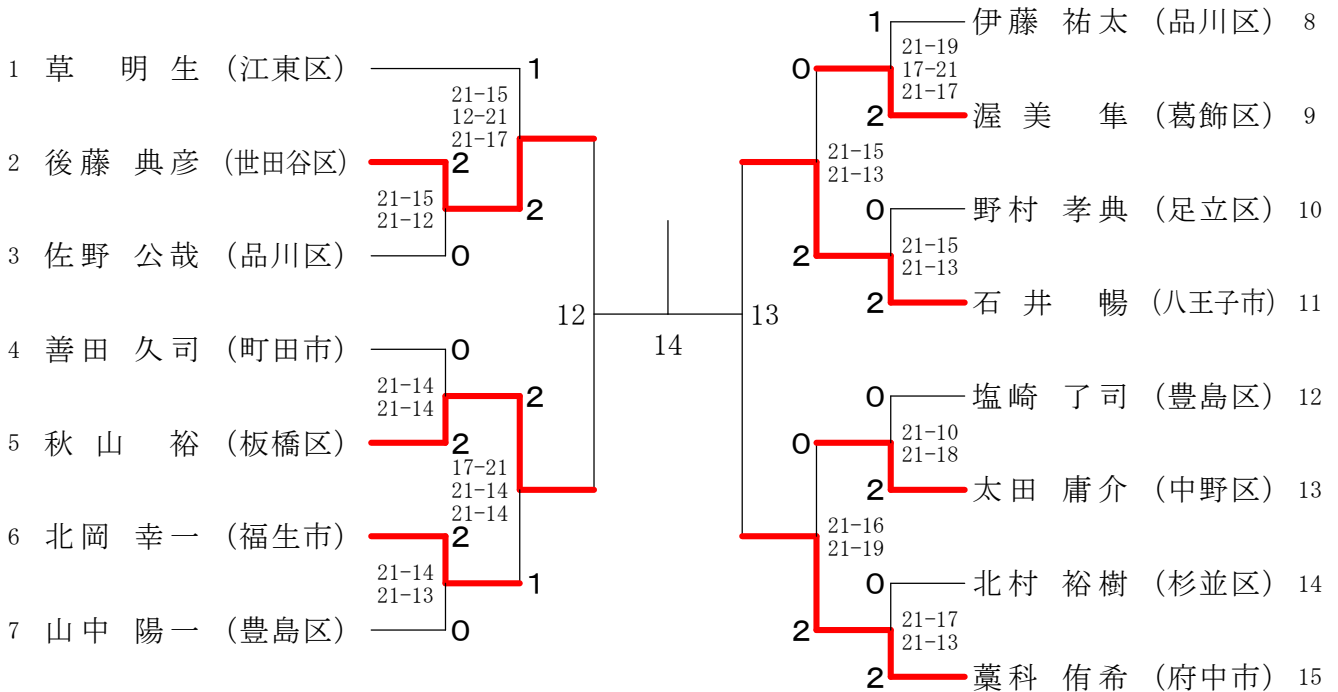 1 草 明生 (江東区) 1
21-15
12-21
21-17
2 後藤 典彦 (世田谷区) 2
21-15
21-12
2
3 佐野 公哉 (品川区) 0
12
4 善田 久司 (町田市) 0
21-14
21-14
2
5 秋山 裕 (板橋区) 2
17-21
21-14
21-14
6 北岡 幸一 (福生市) 2
21-14
21-13
1
7 山中 陽一 (豊島区) 0
14
1 伊藤 祐太 (品川区) 8
21-19
17-21
21-17
0
2 渥美 隼 (葛飾区) 9
21-15
21-13
0 野村 孝典 (足立区) 10
21-15
21-13
2
2 石井 暢 (八王子市) 11
13
0 塩崎 了司 (豊島区) 12
21-10
21-18
0
2 太田 庸介 (中野区) 13
21-16
21-19
0 北村 裕樹 (杉並区) 14
21-17
21-13
2
2 藁科 侑希 (府中市) 15